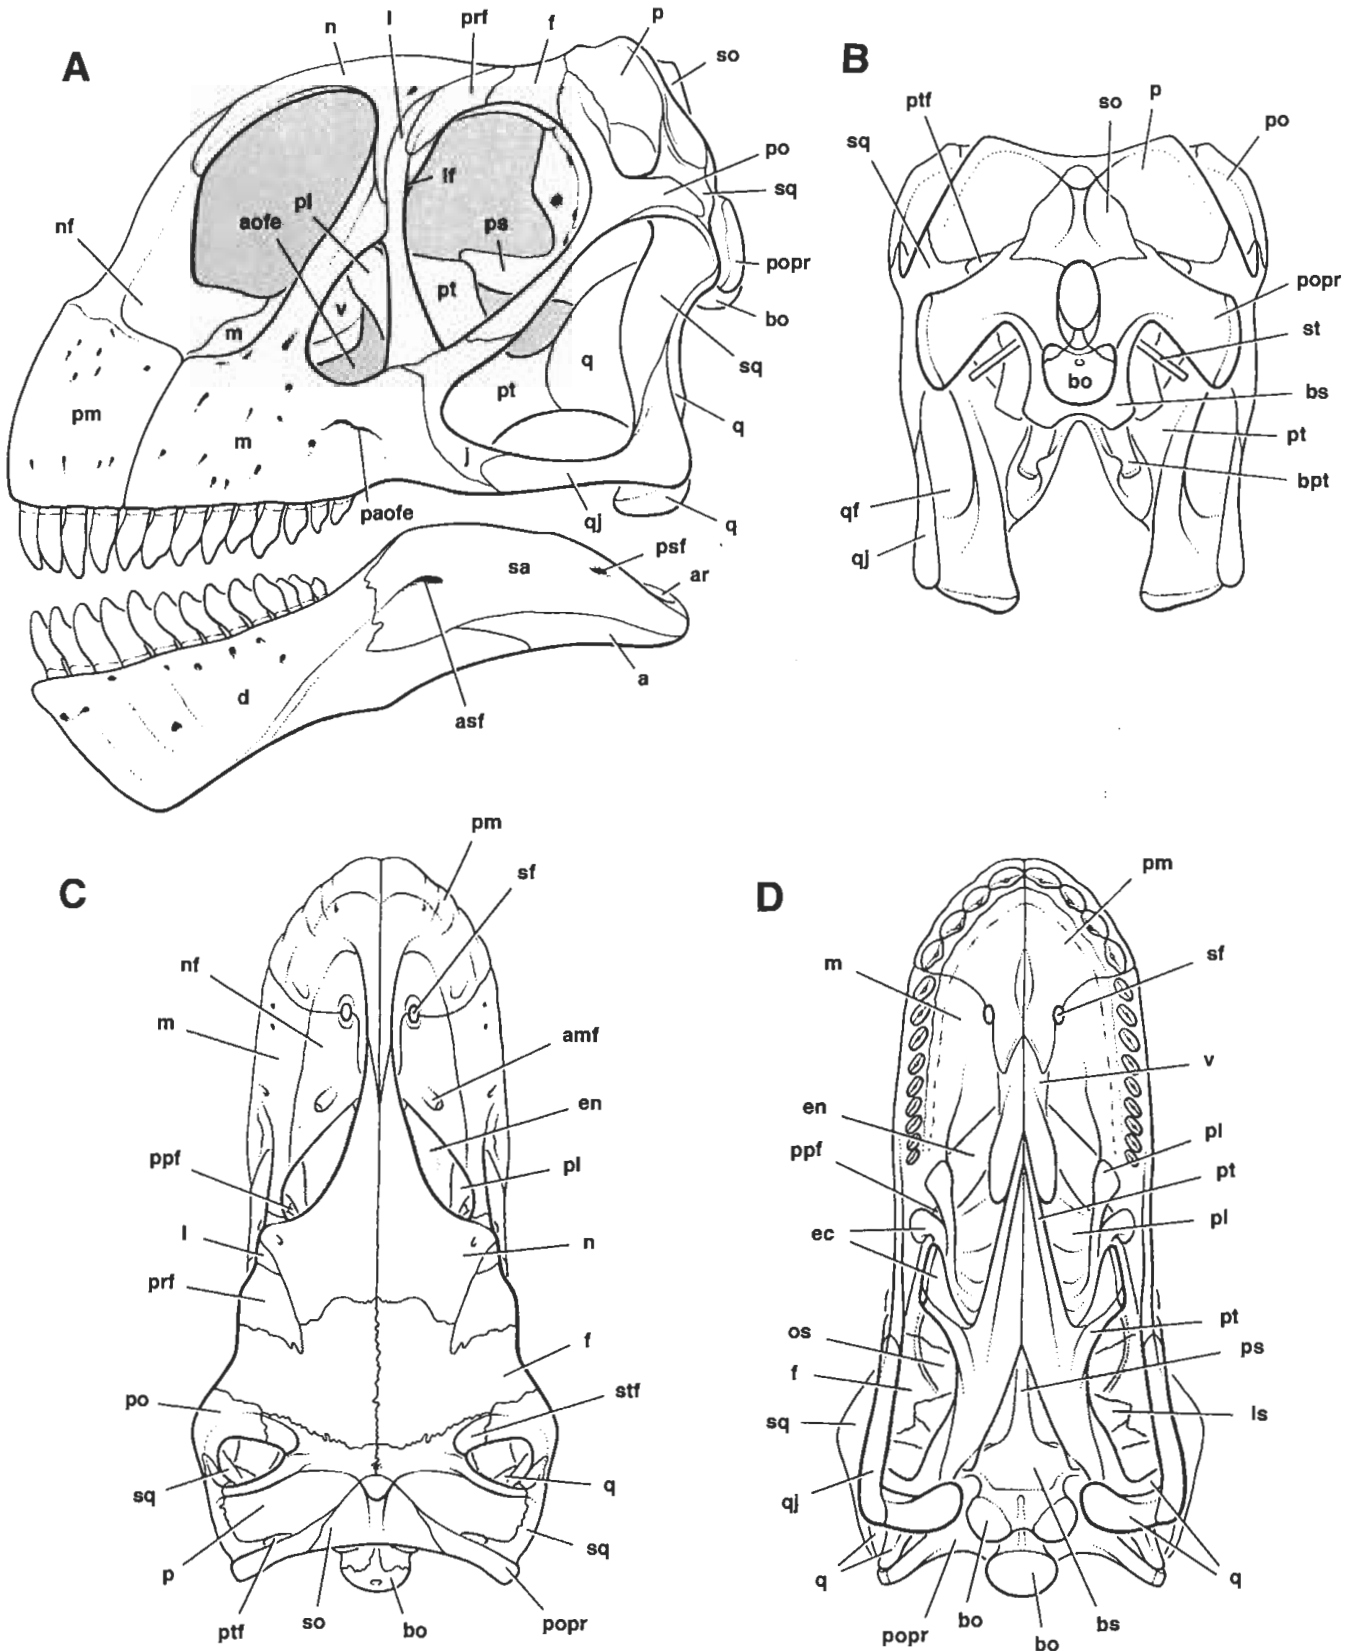 A
n
l
prf
f
p
so
po
sq
popr
bo
sq
q
q
qj
j
nf
aofe
pl
lf
ps
pt
v
m
pm
m
q
pt
paofe
sa
psf
ar
a
asf
d
B
ptf
sq
so
p
po
popr
st
bs
pt
bpt
bo
qf
qj
C
pm
sf
nf
m
amf
en
ppf
pl
l
n
prf
f
po
stf
sq
q
p
sq
ptf
so
bo
popr
D
pm
m
sf
v
en
ppf
pl
pt
ec
pl
os
pt
f
ps
sq
ls
qj
q
bo
q
popr
bo
bs